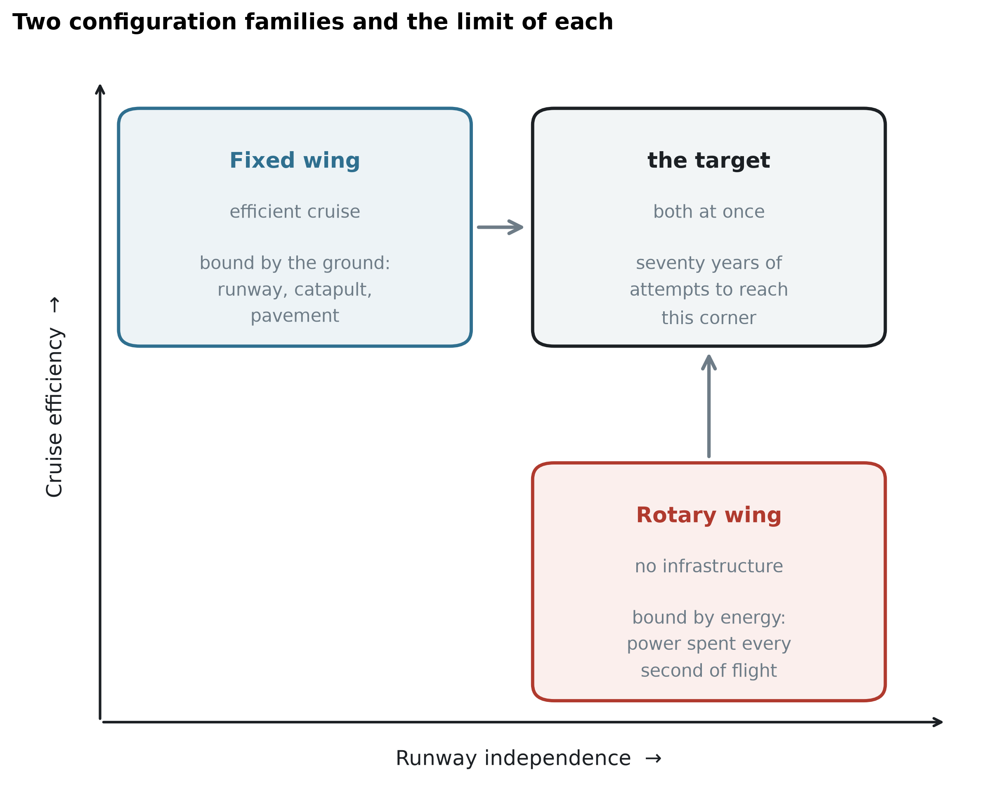 Two configuration families and the limit of each
Cruise efficiency →
Fixed wing
efficient cruise
bound by the ground:
runway, catapult,
pavement
the target
both at once
seventy years of
attempts to reach
this corner
Rotary wing
no infrastructure
bound by energy:
power spent every
second of flight
Runway independence →